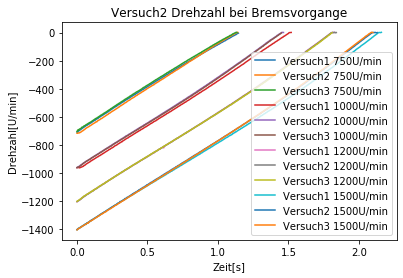 Versuch2 Drehzahl bei Bremsvorgange
Drehzahl[U/min]
0
−200
−400
−600
−800
−1000
−1200
−1400
Versuch1 750U/min
Versuch2 750U/min
Versuch3 750U/min
Versuch1 1000U/min
Versuch2 1000U/min
Versuch3 1000U/min
Versuch1 1200U/min
Versuch2 1200U/min
Versuch3 1200U/min
Versuch1 1500U/min
Versuch2 1500U/min
Versuch3 1500U/min
0.0 0.5 1.0 1.5 2.0
Zeit[s]